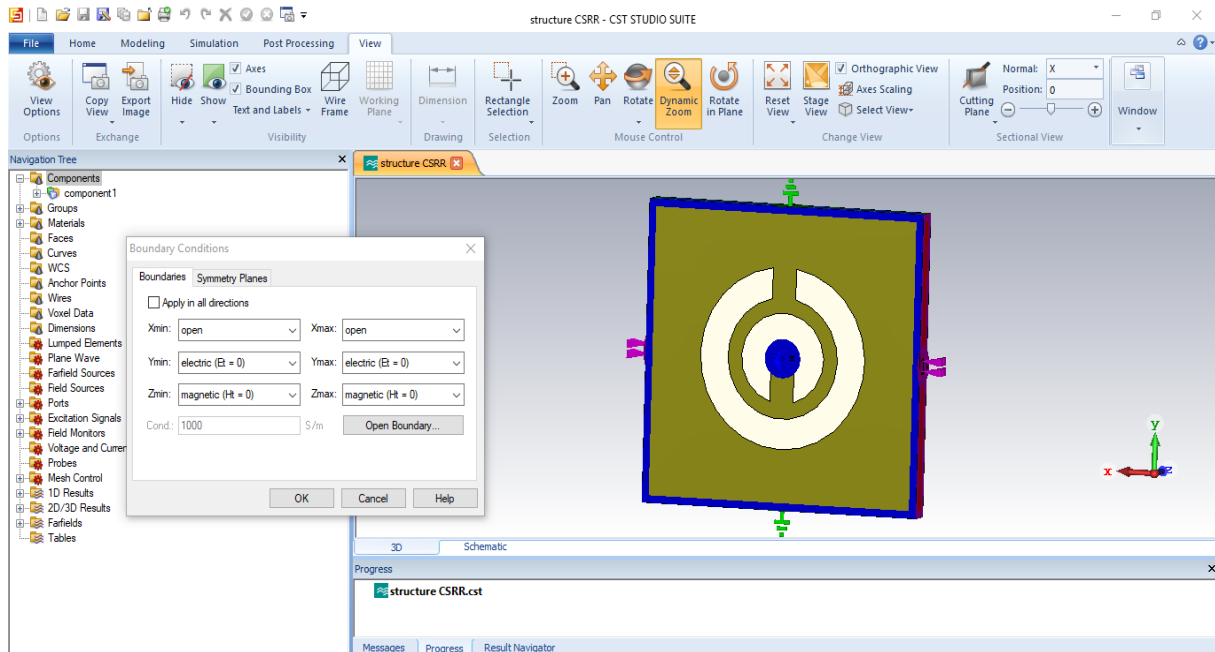 structure CSRR - CST STUDIO SUITE
File Home Modeling Simulation Post Processing View
Axes
Bounding Box
Text and Labels
View Options
Copy View
Export Image
Hide
Show
Wire Frame
Working Plane
Dimension
Rectangle Selection
Zoom
Pan
Rotate
Dynamic Zoom
Rotate in Plane
Reset View
Stage View
Orthographic View
Axes Scaling
Select View
Cutting Plane
Normal: X
Position: 0
Window
Options Exchange Visibility Drawing Selection Mouse Control Change View Sectional View
Navigation Tree
structure CSRR
Components
component1
Groups
Materials
Faces
Curves
WCS
Anchor Points
Wires
Voxel Data
Dimensions
Lumped Elements
Plane Wave
Farfield Sources
Field Sources
Ports
Excitation Signals
Field Monitors
Voltage and Curren
Probes
Mesh Control
1D Results
2D/3D Results
Farfields
Tables
Boundary Conditions
Boundaries Symmetry Planes
Apply in all directions
Xmin: open Xmax: open
Ymin: electric (Et = 0) Ymax: electric (Et = 0)
Zmin: magnetic (Ht = 0) Zmax: magnetic (Ht = 0)
Cond.: 1000 S/m Open Boundary...
OK Cancel Help
y
x z
3D Schematic
Progress
structure CSRR.cst
Messages Progress Result Navigator